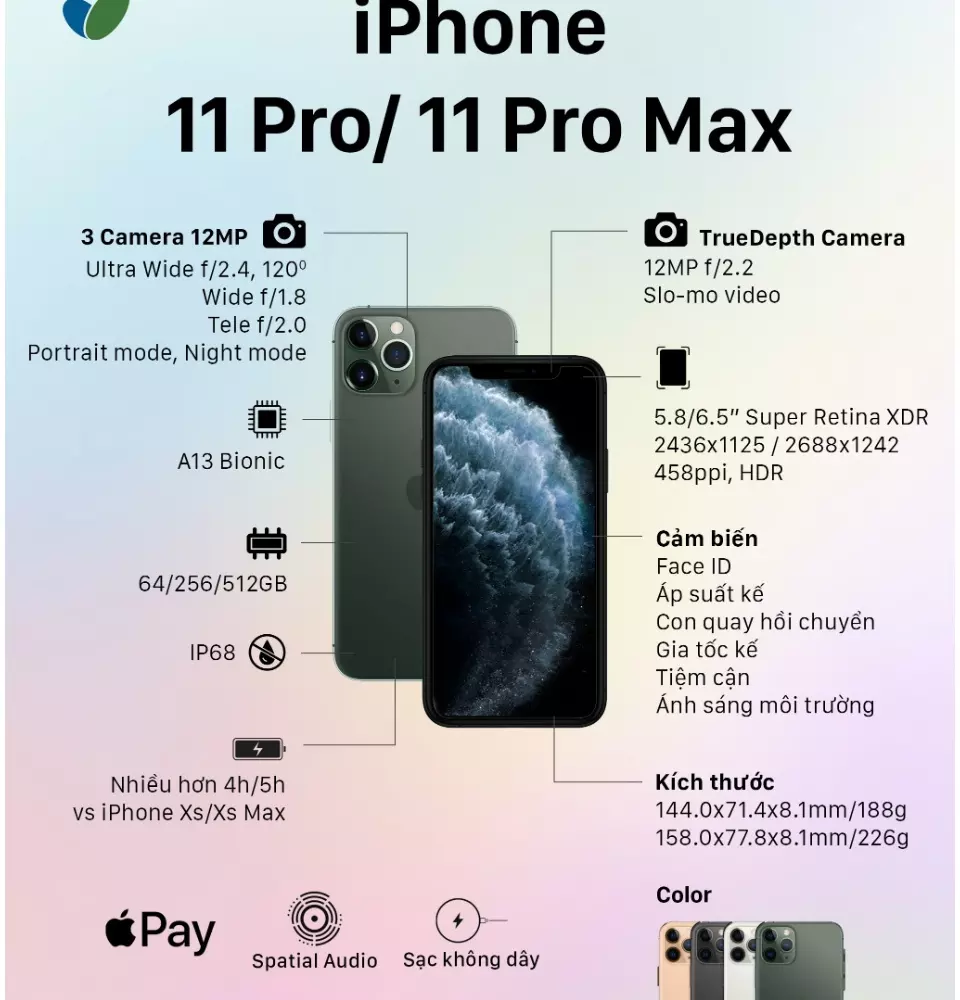 iPhone
11 Pro/ 11 Pro Max
3 Camera 12MP
Ultra Wide f/2.4, 120⁰
Wide f/1.8
Tele f/2.0
Portrait mode, Night mode
A13 Bionic
64/256/512GB
IP68
Nhiều hơn 4h/5h
vs iPhone Xs/Xs Max
TrueDepth Camera
12MP f/2.2
Slo-mo video
5.8/6.5” Super Retina XDR
2436x1125 / 2688x1242
458ppi, HDR
Cảm biến
Face ID
Áp suất kế
Con quay hồi chuyển
Gia tốc kế
Tiệm cận
Ánh sáng môi trường
Kích thước
144.0x71.4x8.1mm/188g
158.0x77.8x8.1mm/226g
Color
Pay
Spatial Audio
Sạc không dây